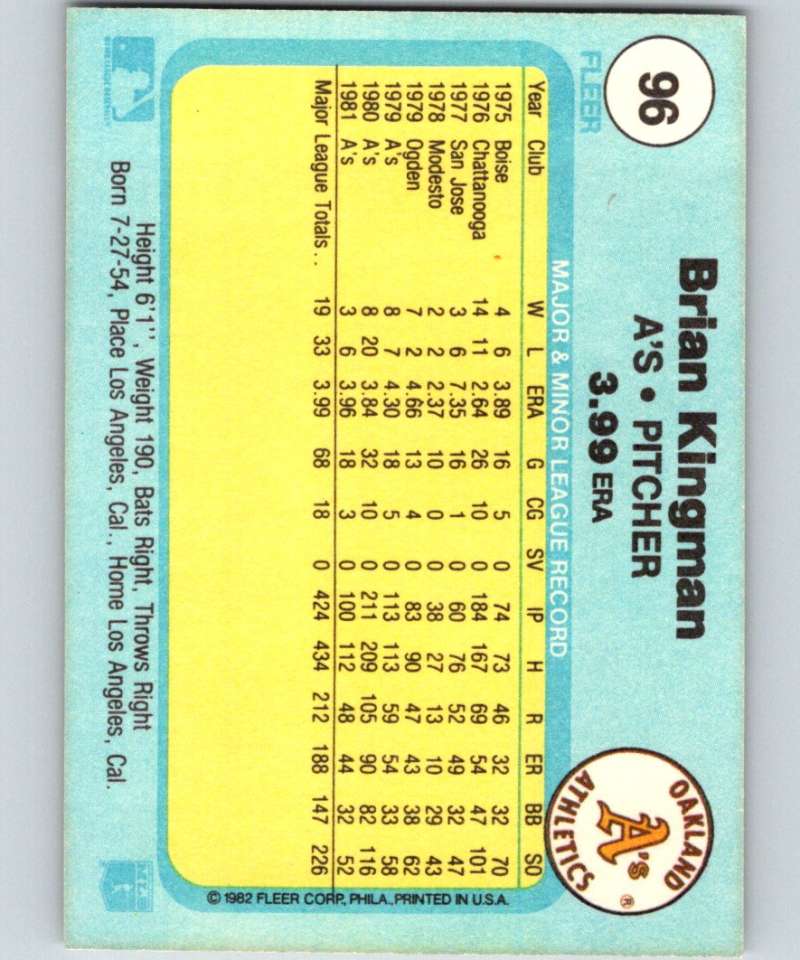 96
FLEER
Brian Kingman
A'S • PITCHER
3.99 ERA
OAKLAND
A's
ATHLETICS
®
MAJOR & MINOR LEAGUE RECORD
Year Club W L ERA G CG SV IP H R ER BB SO
1975 Boise 4 6 3.89 16 5 0 74 73 46 32 32 70
1976 Chattanooga 14 11 2.64 26 10 0 184 167 69 54 47 101
1977 San Jose 3 6 7.35 16 1 0 60 76 52 49 32 47
1978 Modesto 2 2 2.37 10 0 0 38 27 13 10 29 43
1979 Ogden 7 2 4.66 13 4 0 83 90 47 43 38 62
1979 A's 8 7 4.30 18 5 0 113 113 59 54 33 58
1980 A's 8 20 3.84 32 10 0 211 209 105 90 82 116
1981 A's 3 6 3.96 18 3 0 100 112 48 44 32 52
Major League Totals . . 19 33 3.99 68 18 0 424 434 212 188 147 226
© 1982 FLEER CORP., PHILA., PRINTED IN U.S.A.
Height 6'1", Weight 190, Bats Right, Throws Right
Born 7-27-54, Place Los Angeles, Cal., Home Los Angeles, Cal.